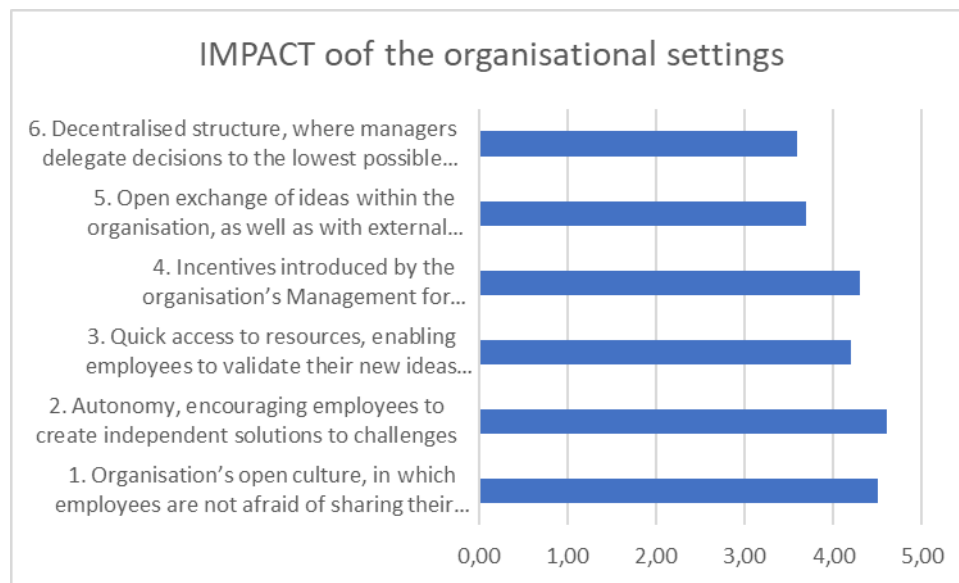 IMPACT oof the organisational settings
6. Decentralised structure, where managers
delegate decisions to the lowest possible...
5. Open exchange of ideas within the
organisation, as well as with external...
4. Incentives introduced by the
organisation’s Management for...
3. Quick access to resources, enabling
employees to validate their new ideas...
2. Autonomy, encouraging employees to
create independent solutions to challenges
1. Organisation’s open culture, in which
employees are not afraid of sharing their...
0,00 1,00 2,00 3,00 4,00 5,00